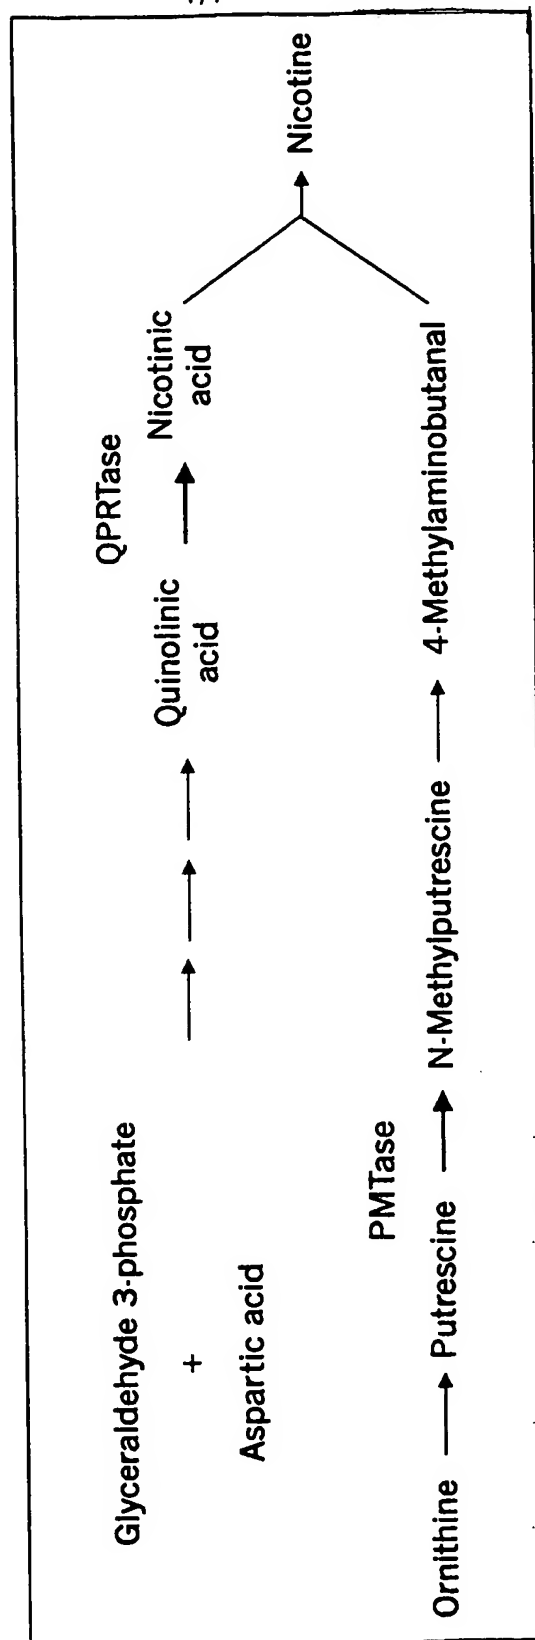 Glyceraldehyde 3-phosphate
+
Aspartic acid
Quinolinic
acid
QPRTase
Nicotinic
acid
Nicotine
Ornithine
Putrescine
PMTase
N-Methylputrescine
4-Methylaminobutanal